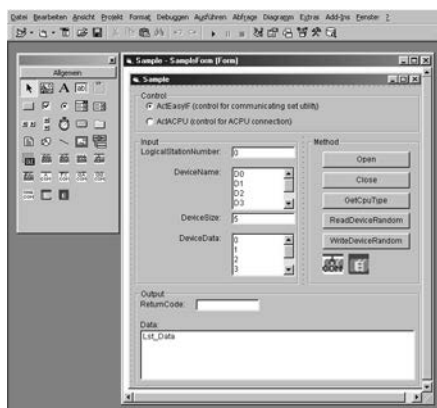 Datei Bearbeiten Ansicht Projekt Format Debuggen Ausführen Abfrage Diagramm Extras Add-Ins Fenster ?
Allgemein
A
ab|
Sample - SampleForm (Form)
Sample
Control
ActEasyIF (control for communicating set utility)
ActACPU (control for ACPU connection)
Input
LogicalStationNumber:
0
DeviceName:
D0
D1
D2
D3
DeviceSize:
5
DeviceData:
0
1
2
3
Method
Open
Close
GetCpuType
ReadDeviceRandom
WriteDeviceRandom
Output
ReturnCode:
Data:
Lst_Data